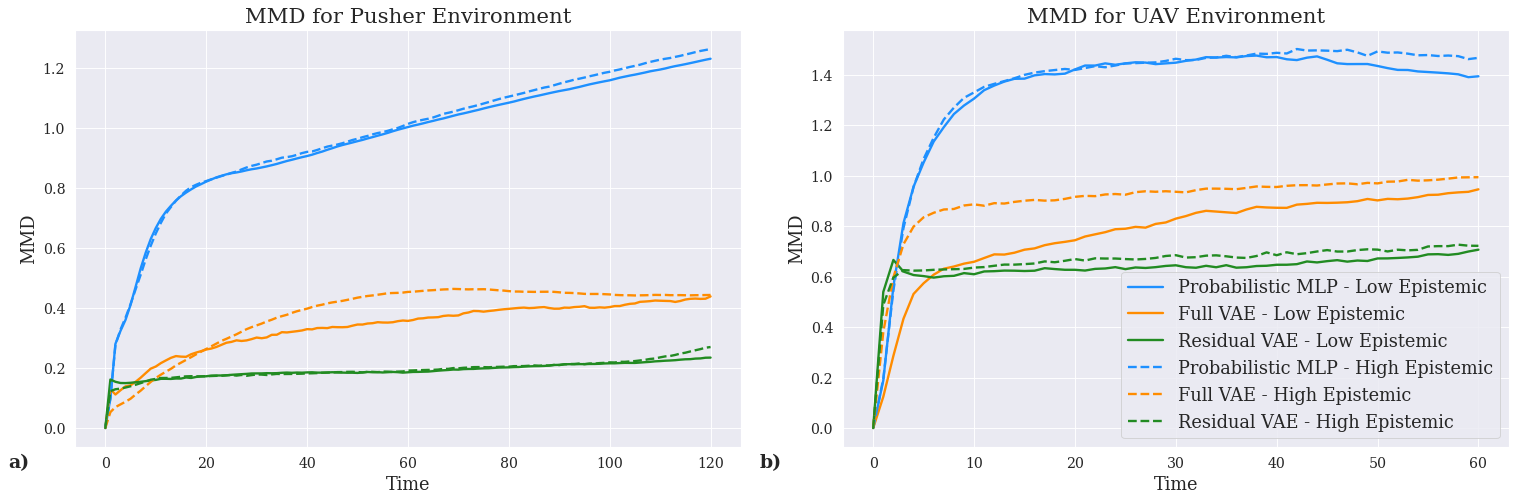 MMD for Pusher Environment
MMD
1.2
1.0
0.8
0.6
0.4
0.2
0.0
0 20 40 60 80 100 120
Time
a)
MMD for UAV Environment
MMD
1.4
1.2
1.0
0.8
0.6
0.4
0.2
0.0
Probabilistic MLP - Low Epistemic
Full VAE - Low Epistemic
Residual VAE - Low Epistemic
Probabilistic MLP - High Epistemic
Full VAE - High Epistemic
Residual VAE - High Epistemic
0 10 20 30 40 50 60
Time
b)